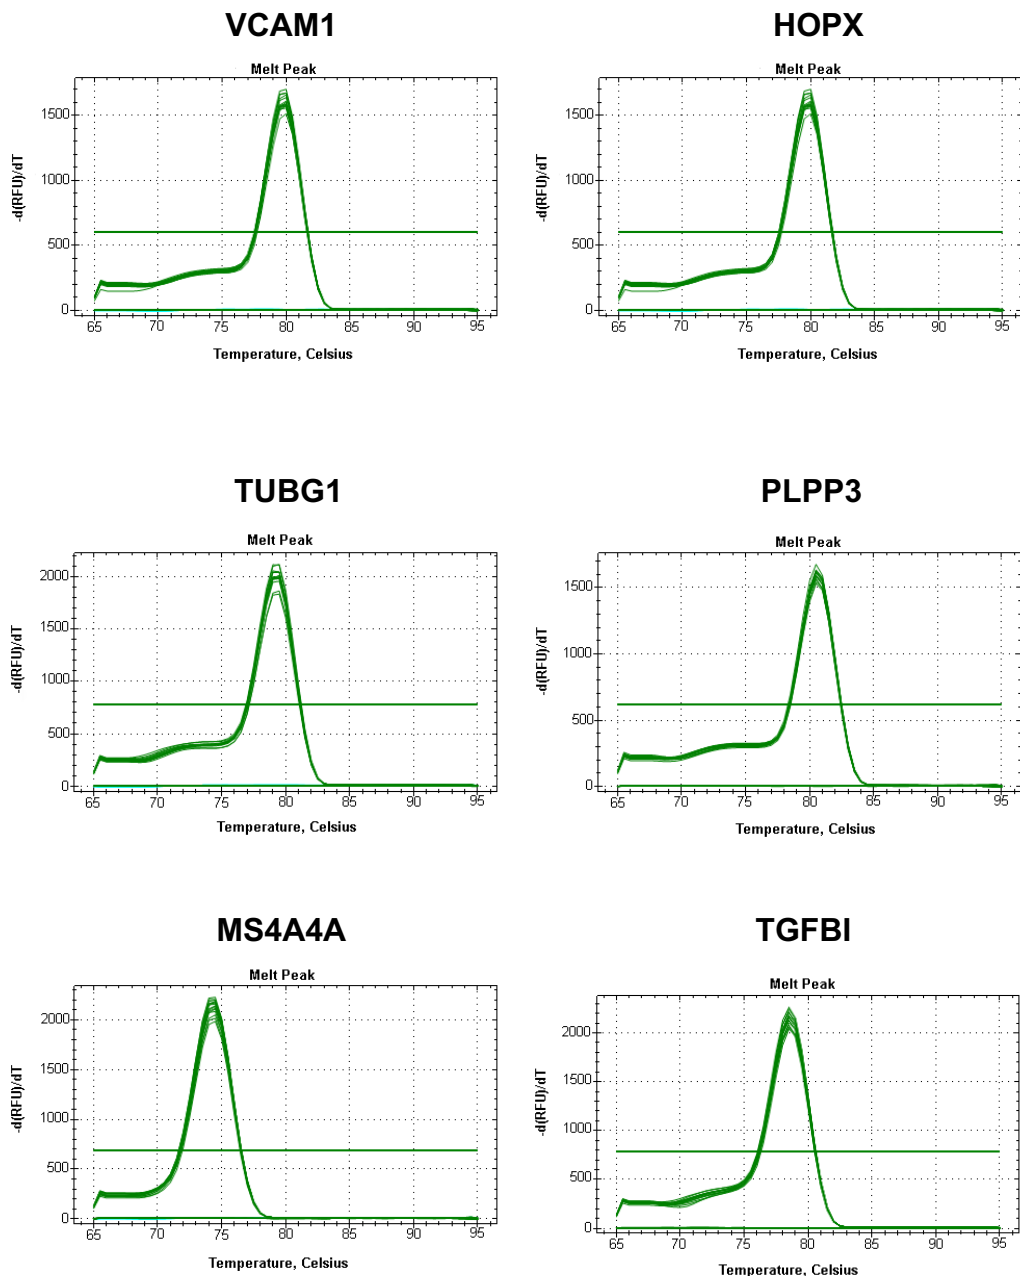 VCAM1
Melt Peak
-d(RFU)/dT
1500
1000
500
0
65 70 75 80 85 90 95
Temperature, Celsius
HOPX
Melt Peak
-d(RFU)/dT
1500
1000
500
0
65 70 75 80 85 90 95
Temperature, Celsius
TUBG1
Melt Peak
-d(RFU)/dT
2000
1500
1000
500
0
65 70 75 80 85 90 95
Temperature, Celsius
PLPP3
Melt Peak
-d(RFU)/dT
1500
1000
500
0
65 70 75 80 85 90 95
Temperature, Celsius
MS4A4A
Melt Peak
-d(RFU)/dT
2000
1500
1000
500
0
65 70 75 80 85 90 95
Temperature, Celsius
TGFBI
Melt Peak
-d(RFU)/dT
2000
1500
1000
500
0
65 70 75 80 85 90 95
Temperature, Celsius